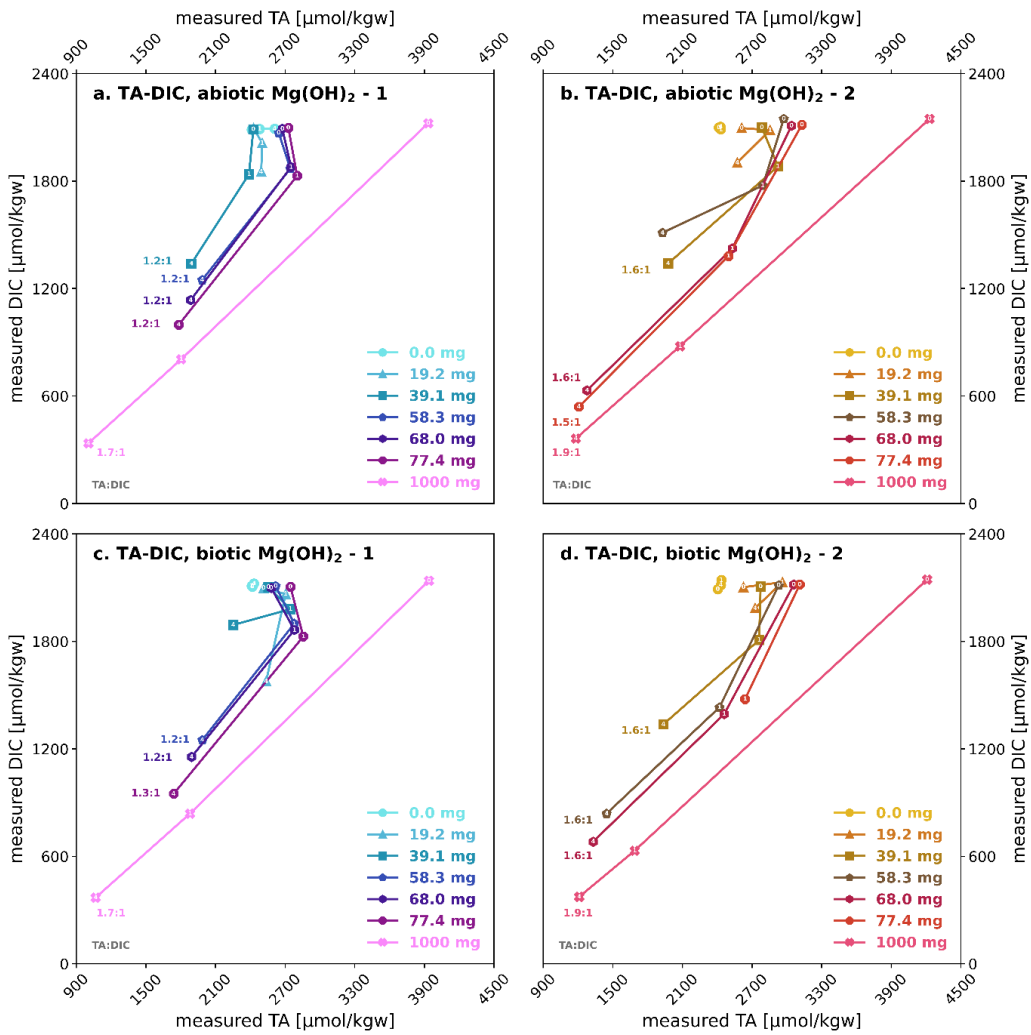 measured TA [μmol/kgw]
measured TA [μmol/kgw]
900 1500 2100 2700 3300 3900 4500
900 1500 2100 2700 3300 3900 4500
measured DIC [μmol/kgw]
2400
1800
1200
600
0
a. TA-DIC, abiotic Mg(OH)₂ - 1
1.2:1
1.2:1
1.2:1
1.2:1
1.7:1
TA:DIC
0.0 mg
19.2 mg
39.1 mg
58.3 mg
68.0 mg
77.4 mg
1000 mg
b. TA-DIC, abiotic Mg(OH)₂ - 2
1.6:1
1.6:1
1.5:1
1.9:1
TA:DIC
0.0 mg
19.2 mg
39.1 mg
58.3 mg
68.0 mg
77.4 mg
1000 mg
2400
1800
1200
600
0
measured DIC [μmol/kgw]
measured DIC [μmol/kgw]
2400
1800
1200
600
0
c. TA-DIC, biotic Mg(OH)₂ - 1
1.2:1
1.2:1
1.3:1
1.7:1
TA:DIC
0.0 mg
19.2 mg
39.1 mg
58.3 mg
68.0 mg
77.4 mg
1000 mg
d. TA-DIC, biotic Mg(OH)₂ - 2
1.6:1
1.6:1
1.6:1
1.9:1
TA:DIC
0.0 mg
19.2 mg
39.1 mg
58.3 mg
68.0 mg
77.4 mg
1000 mg
2400
1800
1200
600
0
measured DIC [μmol/kgw]
900 1500 2100 2700 3300 3900 4500
900 1500 2100 2700 3300 3900 4500
measured TA [μmol/kgw]
measured TA [μmol/kgw]